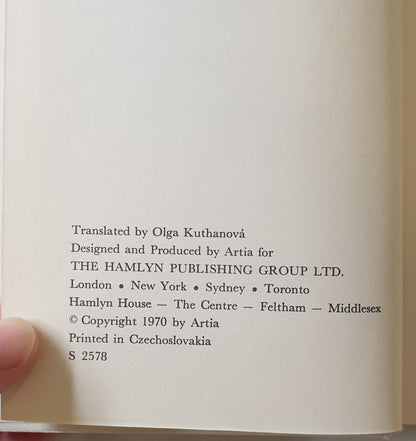 Translated by Olga Kuthanová
Designed and Produced by Artia for
THE HAMLYN PUBLISHING GROUP LTD.
London • New York • Sydney • Toronto
Hamlyn House — The Centre — Feltham — Middlesex
© Copyright 1970 by Artia
Printed in Czechoslovakia
S 2578